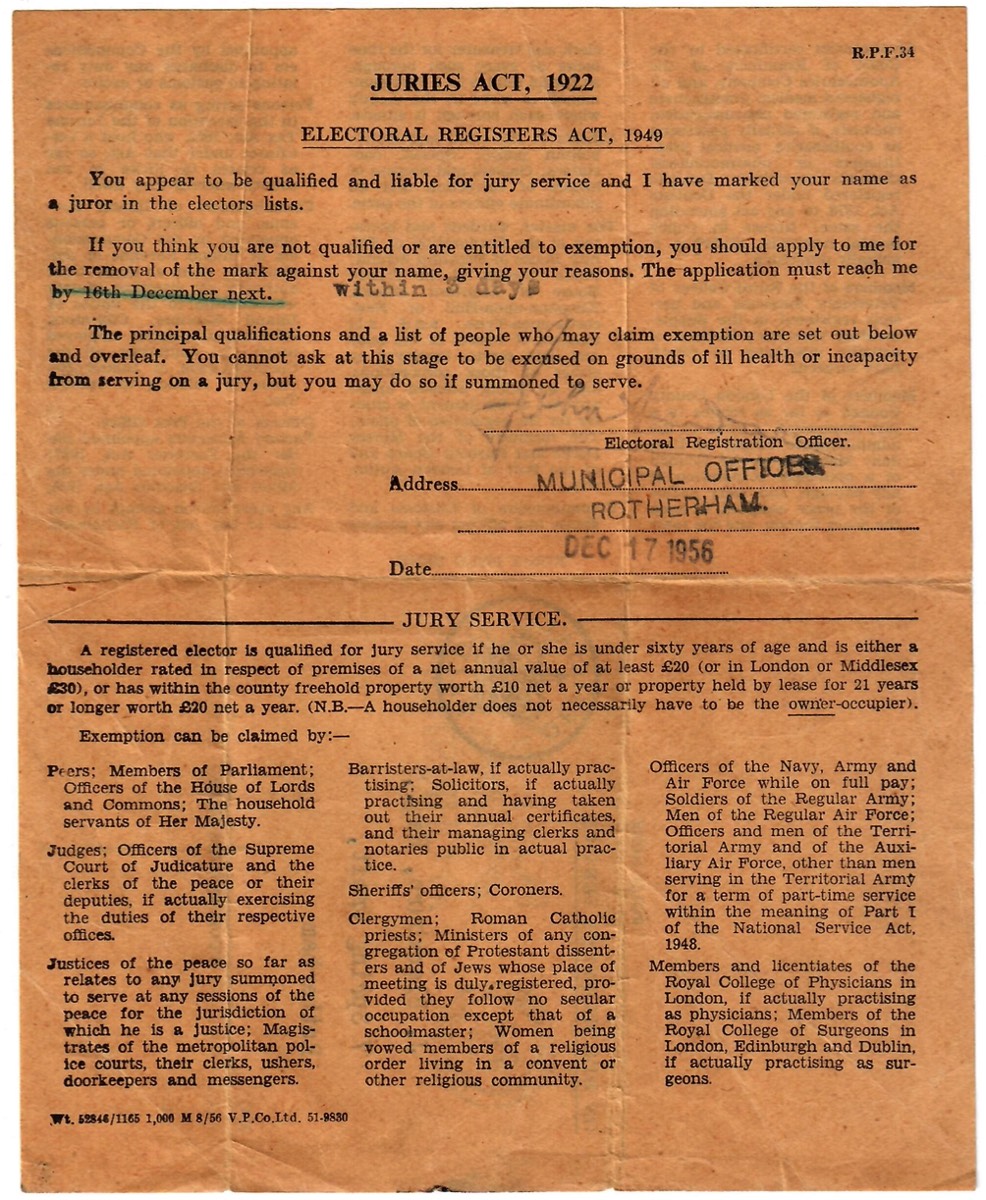 R.P.F.34
JURIES ACT, 1922
ELECTORAL REGISTERS ACT, 1949
You appear to be qualified and liable for jury service and I have marked your name as
a juror in the electors lists.
If you think you are not qualified or are entitled to exemption, you should apply to me for
the removal of the mark against your name, giving your reasons. The application must reach me
by 16th December next. within 3 days
The principal qualifications and a list of people who may claim exemption are set out below
and overleaf. You cannot ask at this stage to be excused on grounds of ill health or incapacity
from serving on a jury, but you may do so if summoned to serve.
John
Electoral Registration Officer.
Address MUNICIPAL OFFICES
ROTHERHAM.
Date DEC 17 1956
JURY SERVICE.
A registered elector is qualified for jury service if he or she is under sixty years of age and is either a
householder rated in respect of premises of a net annual value of at least £20 (or in London or Middlesex
£30), or has within the county freehold property worth £10 net a year or property held by lease for 21 years
or longer worth £20 net a year. (N.B.—A householder does not necessarily have to be the owner-occupier).
Exemption can be claimed by:—
Peers; Members of Parliament;
Officers of the House of Lords
and Commons; The household
servants of Her Majesty.
Judges; Officers of the Supreme
Court of Judicature and the
clerks of the peace or their
deputies, if actually exercising
the duties of their respective
offices.
Justices of the peace so far as
relates to any jury summoned
to serve at any sessions of the
peace for the jurisdiction of
which he is a justice; Magis-
trates of the metropolitan pol-
ice courts, their clerks, ushers,
doorkeepers and messengers.
Barristers-at-law, if actually prac-
tising; Solicitors, if actually
practising and having taken
out their annual certificates,
and their managing clerks and
notaries public in actual prac-
tice.
Sheriffs' officers; Coroners.
Clergymen; Roman Catholic
priests; Ministers of any con-
gregation of Protestant dissent-
ers and of Jews whose place of
meeting is duly registered, pro-
vided they follow no secular
occupation except that of a
schoolmaster; Women being
vowed members of a religious
order living in a convent or
other religious community.
Officers of the Navy, Army and
Air Force while on full pay;
Soldiers of the Regular Army;
Men of the Regular Air Force;
Officers and men of the Terri-
torial Army and of the Auxi-
liary Air Force, other than men
serving in the Territorial Army
for a term of part-time service
within the meaning of Part I
of the National Service Act,
1948.
Members and licentiates of the
Royal College of Physicians in
London, if actually practising
as physicians; Members of the
Royal College of Surgeons in
London, Edinburgh and Dublin,
if actually practising as sur-
geons.
Wt. 52846/1165 1,000 M 8/56 V.P.Co.Ltd. 51-9830